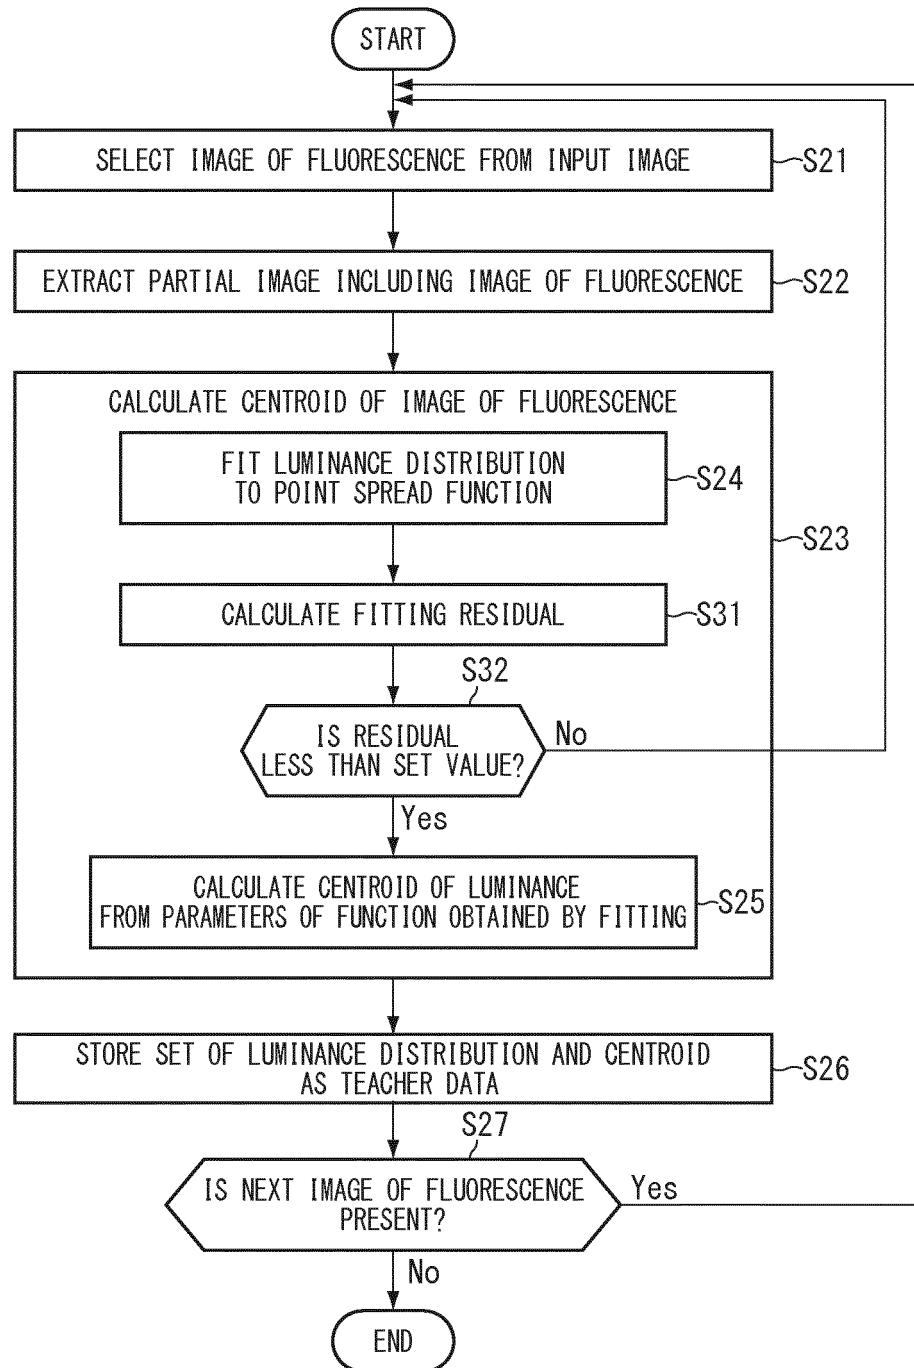 START
SELECT IMAGE OF FLUORESCENCE FROM INPUT IMAGE
S21
EXTRACT PARTIAL IMAGE INCLUDING IMAGE OF FLUORESCENCE
S22
CALCULATE CENTROID OF IMAGE OF FLUORESCENCE
FIT LUMINANCE DISTRIBUTION
TO POINT SPREAD FUNCTION
S24
S23
CALCULATE FITTING RESIDUAL
S31
S32
IS RESIDUAL
LESS THAN SET VALUE?
No
Yes
CALCULATE CENTROID OF LUMINANCE
FROM PARAMETERS OF FUNCTION OBTAINED BY FITTING
S25
STORE SET OF LUMINANCE DISTRIBUTION AND CENTROID
AS TEACHER DATA
S26
S27
IS NEXT IMAGE OF FLUORESCENCE
PRESENT?
Yes
No
END